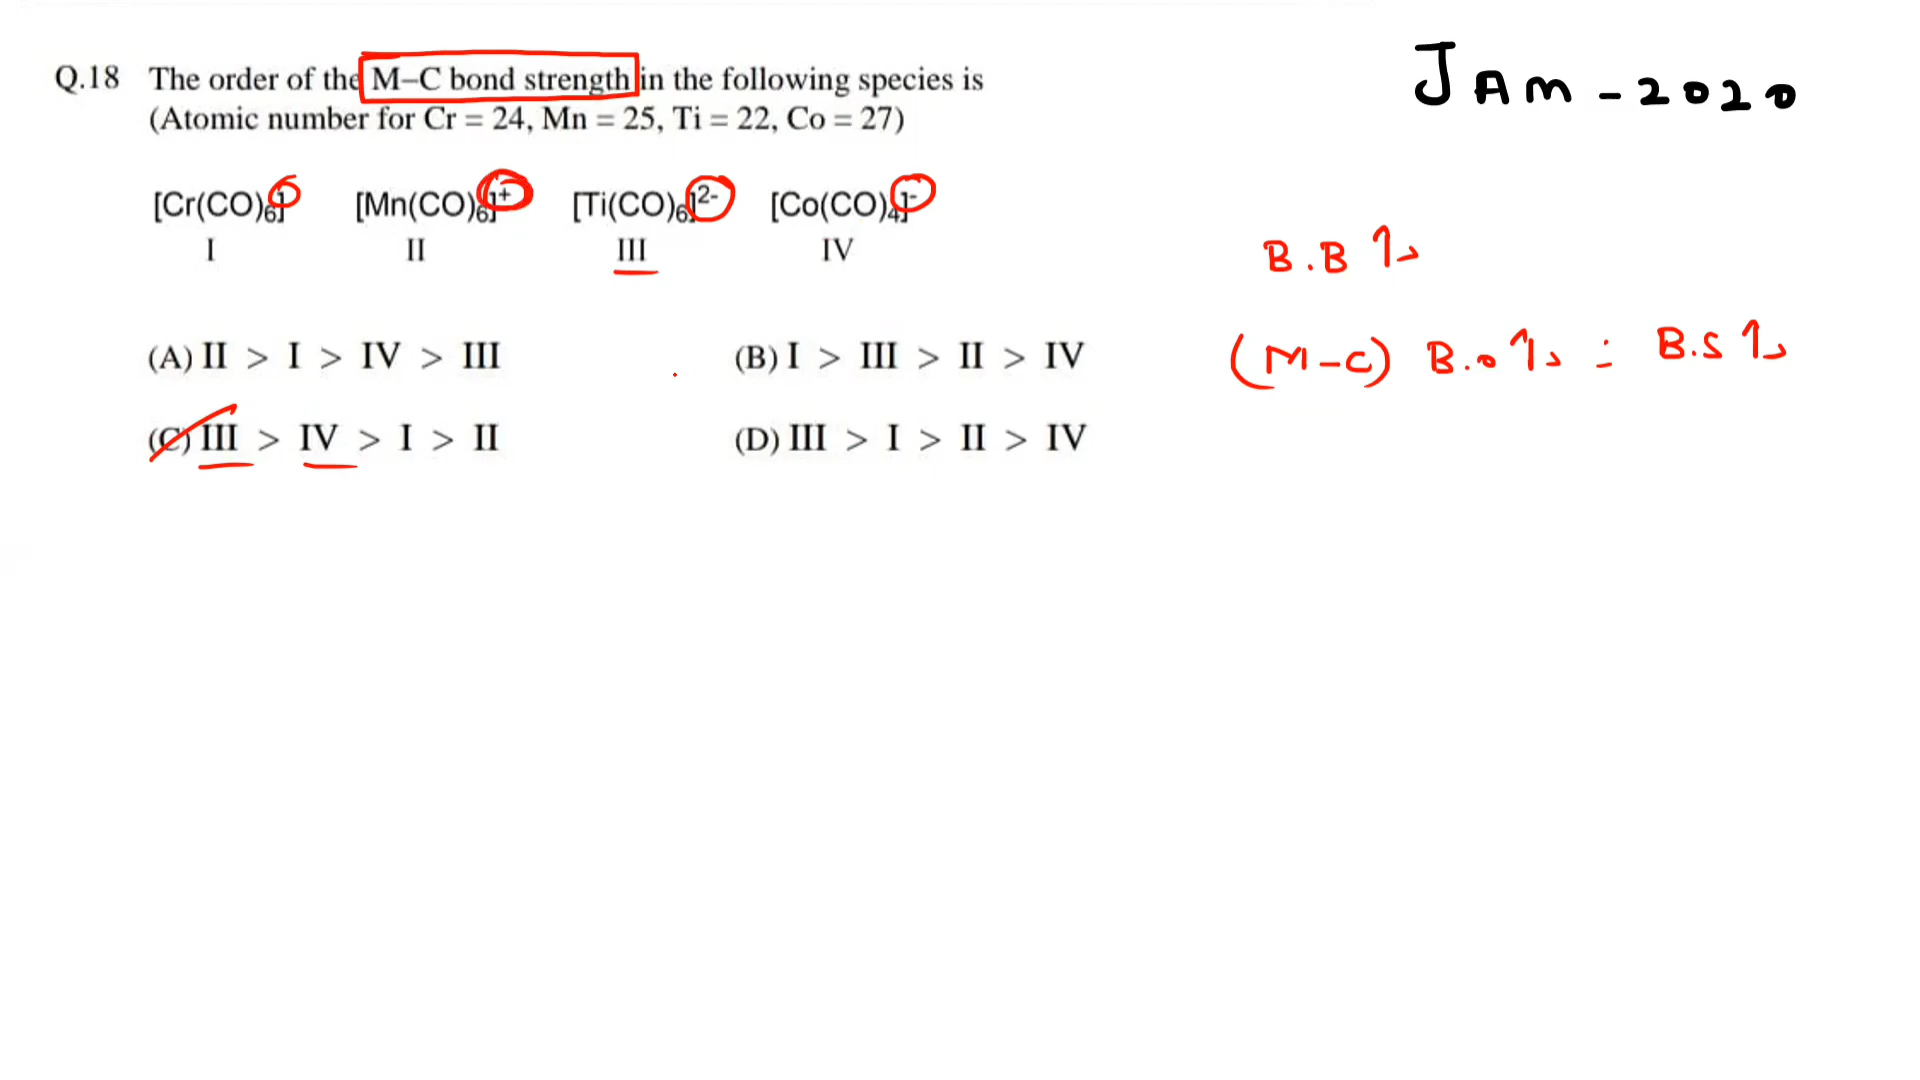 Q.18 The order of the M–C bond strength in the following species is
(Atomic number for Cr = 24, Mn = 25, Ti = 22, Co = 27)
[Cr(CO)6] [Mn(CO)6]+ [Ti(CO)6]2- [Co(CO)4]-
I II III IV
(A) II > I > IV > III (B) I > III > II > IV
(C) III > IV > I > II (D) III > I > II > IV
JAM - 2020
B.B ↑s
(M-C) B.O ↑s = B.S ↑s